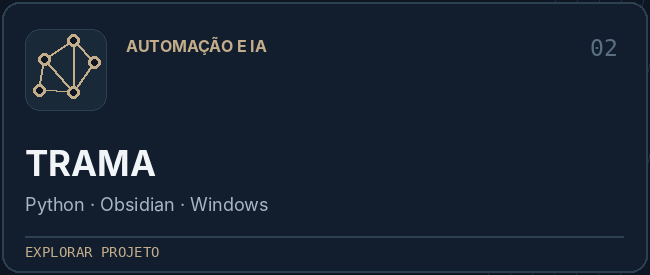 AUTOMAÇÃO E IA
02
TRAMA
Python · Obsidian · Windows
EXPLORAR PROJETO